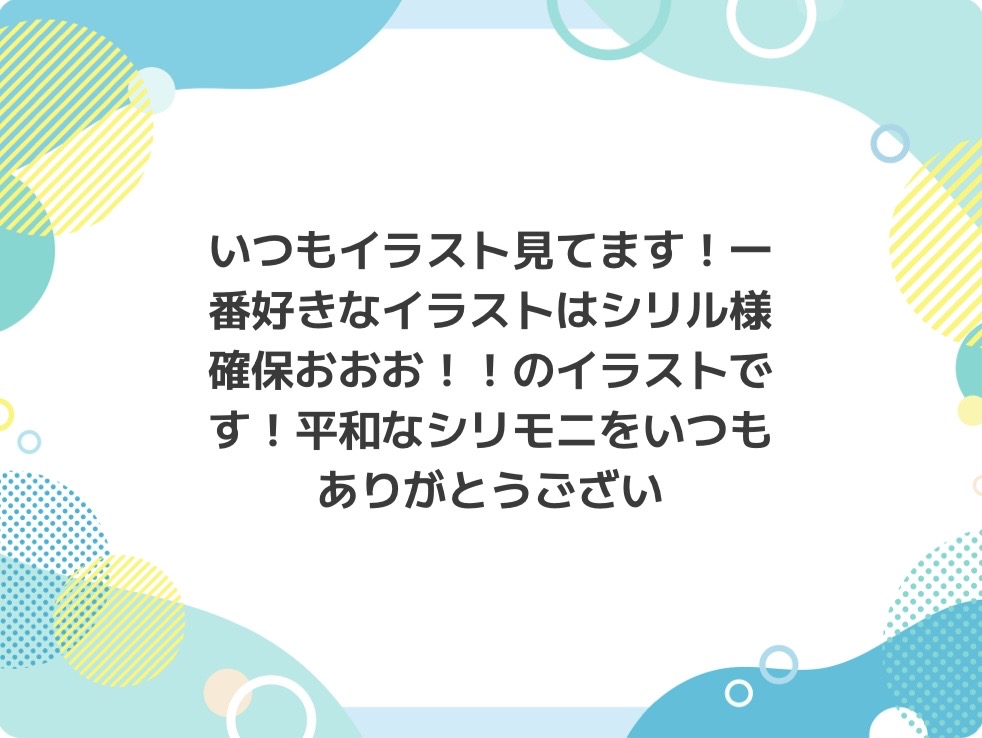 いつもイラスト見てます！一
番好きなイラストはシリル様
確保おおお！！のイラストで
す！平和なシリモニをいつも
ありがとうござい